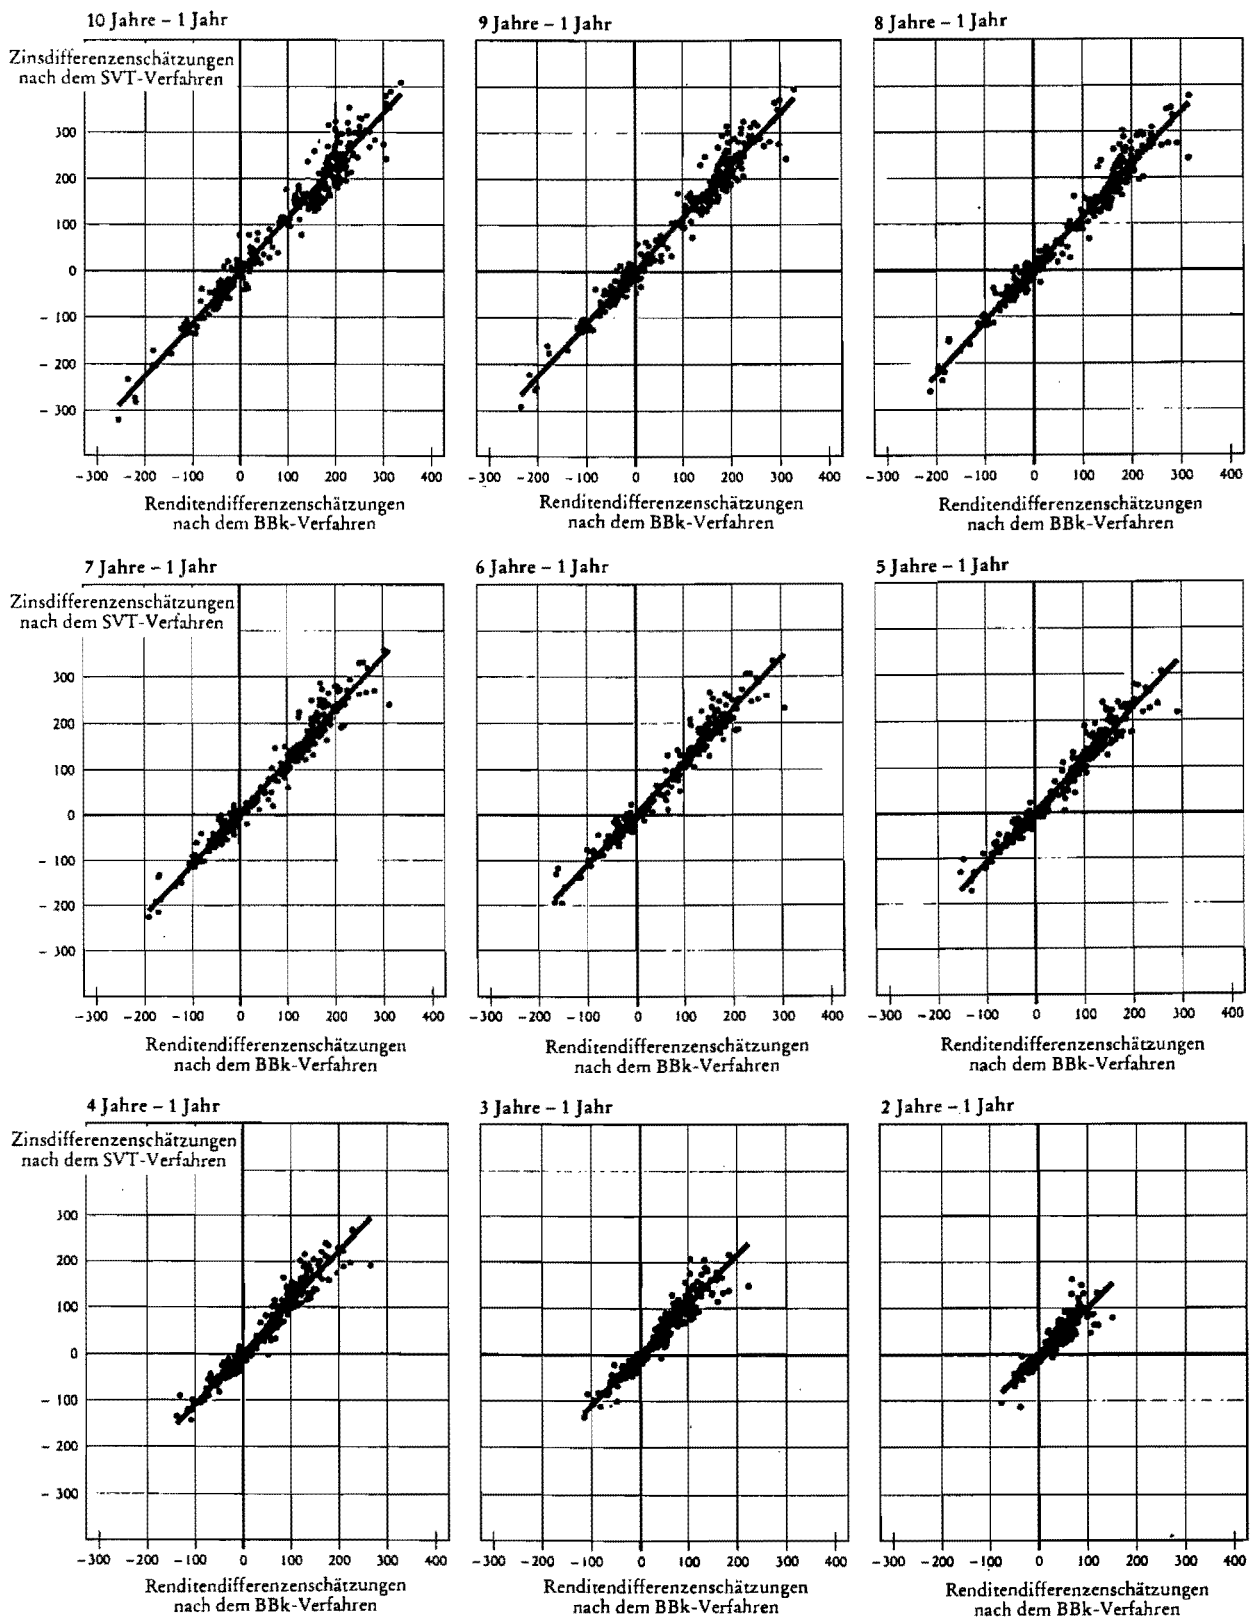 10 Jahre – 1 Jahr
Zinsdifferenzenschätzungen
nach dem SVT-Verfahren
300
200
100
0
– 100
– 200
– 300
–300 –200 –100 0 100 200 300 400
Renditendifferenzenschätzungen
nach dem BBk-Verfahren
9 Jahre – 1 Jahr
–300 –200 –100 0 100 200 300 400
Renditendifferenzenschätzungen
nach dem BBk-Verfahren
8 Jahre – 1 Jahr
–300 –200 –100 0 100 200 300 400
Renditendifferenzenschätzungen
nach dem BBk-Verfahren
7 Jahre – 1 Jahr
Zinsdifferenzenschätzungen
nach dem SVT-Verfahren
300
200
100
0
– 100
– 200
– 300
–300 –200 –100 0 100 200 300 400
Renditendifferenzenschätzungen
nach dem BBk-Verfahren
6 Jahre – 1 Jahr
–300 –200 –100 0 100 200 300 400
Renditendifferenzenschätzungen
nach dem BBk-Verfahren
5 Jahre – 1 Jahr
–300 –200 –100 0 100 200 300 400
Renditendifferenzenschätzungen
nach dem BBk-Verfahren
4 Jahre – 1 Jahr
Zinsdifferenzenschätzungen
nach dem SVT-Verfahren
300
200
100
0
– 100
– 200
– 300
–300 –200 –100 0 100 200 300 400
Renditendifferenzenschätzungen
nach dem BBk-Verfahren
3 Jahre – 1 Jahr
–300 –200 –100 0 100 200 300 400
Renditendifferenzenschätzungen
nach dem BBk-Verfahren
2 Jahre – 1 Jahr
–300 –200 –100 0 100 200 300 400
Renditendifferenzenschätzungen
nach dem BBk-Verfahren